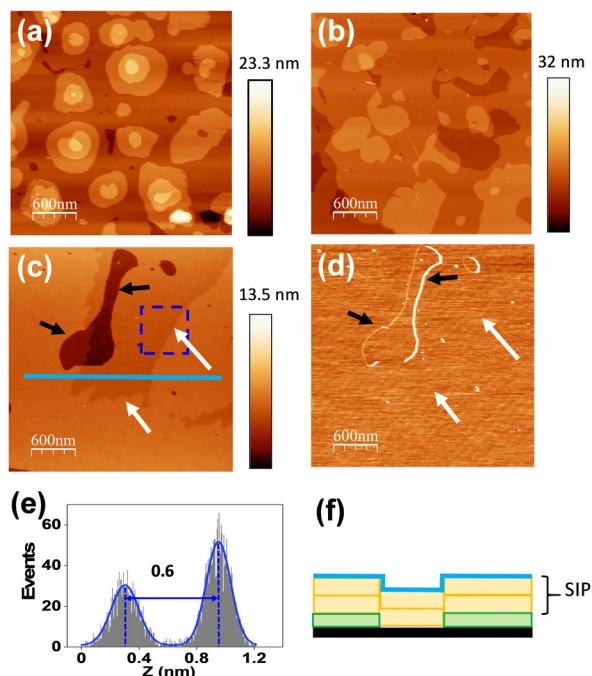 (a)
23.3 nm
600nm
(b)
32 nm
600nm
(c)
13.5 nm
600nm
(d)
600nm
(e)
Events
60
40
20
0
0.6
0
0.4
0.8
1.2
Z (nm)
(f)
SIP